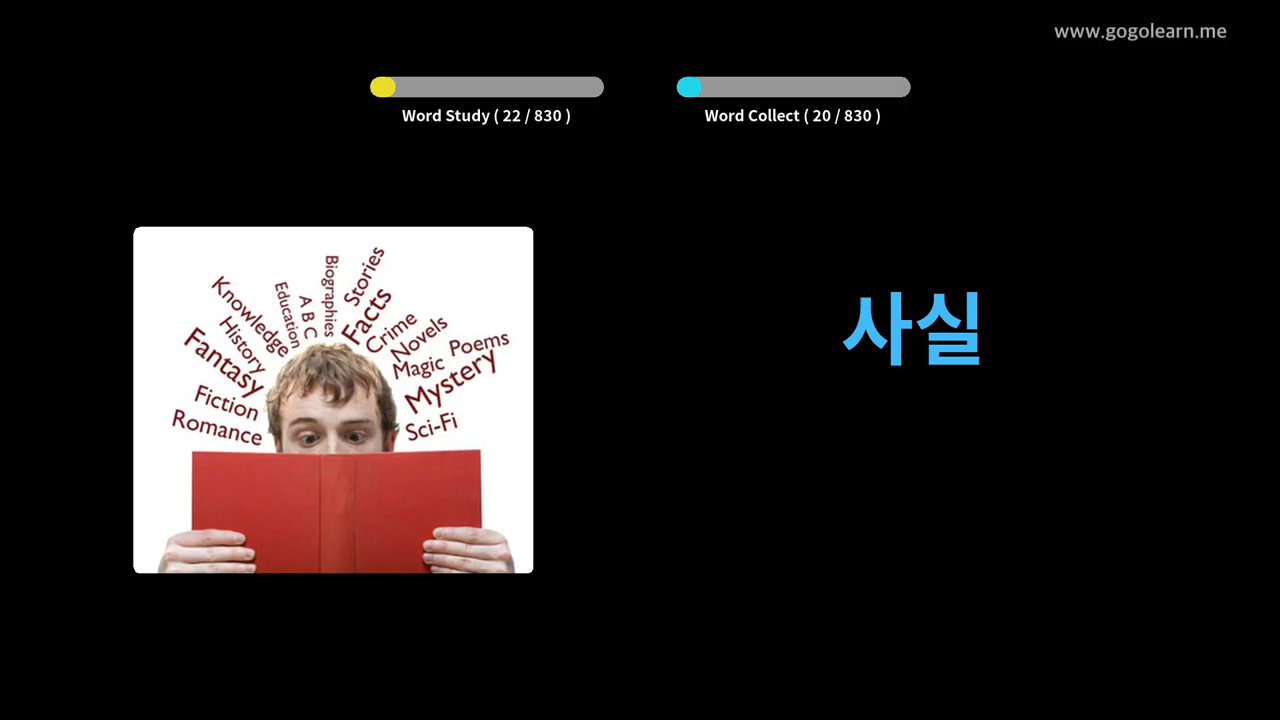 www.gogolearn.me
Word Study ( 22 / 830 )
Word Collect ( 20 / 830 )
Romance
Fiction
Fantasy
History
Knowledge
Education
A B C
Biographies
Stories
Facts
Crime
Novels
Magic
Poems
Mystery
Sci-Fi
사실